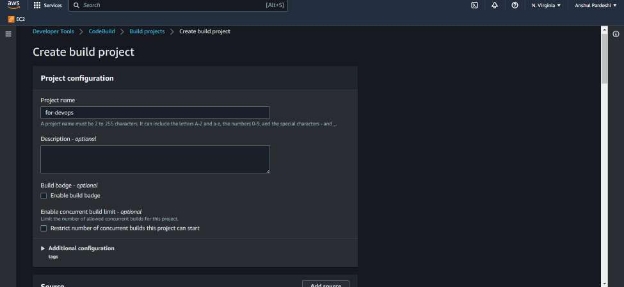 aws
Services
Search
[Alt+S]
N. Virginia
Anshal Pardeshi
EC2
Developer Tools > CodeBuild > Build projects > Create build project
Create build project
Project configuration
Project name
for-devops
A project name must be 2 to 255 characters. It can include the letters A-Z and a-z, the numbers 0-9, and the special characters - and _.
Description - optional
Build badge - optional
Enable build badge
Enable concurrent build limit - optional
Limit the number of allowed concurrent builds for this project.
Restrict number of concurrent builds this project can start
Additional configuration
tags
Source
Add source